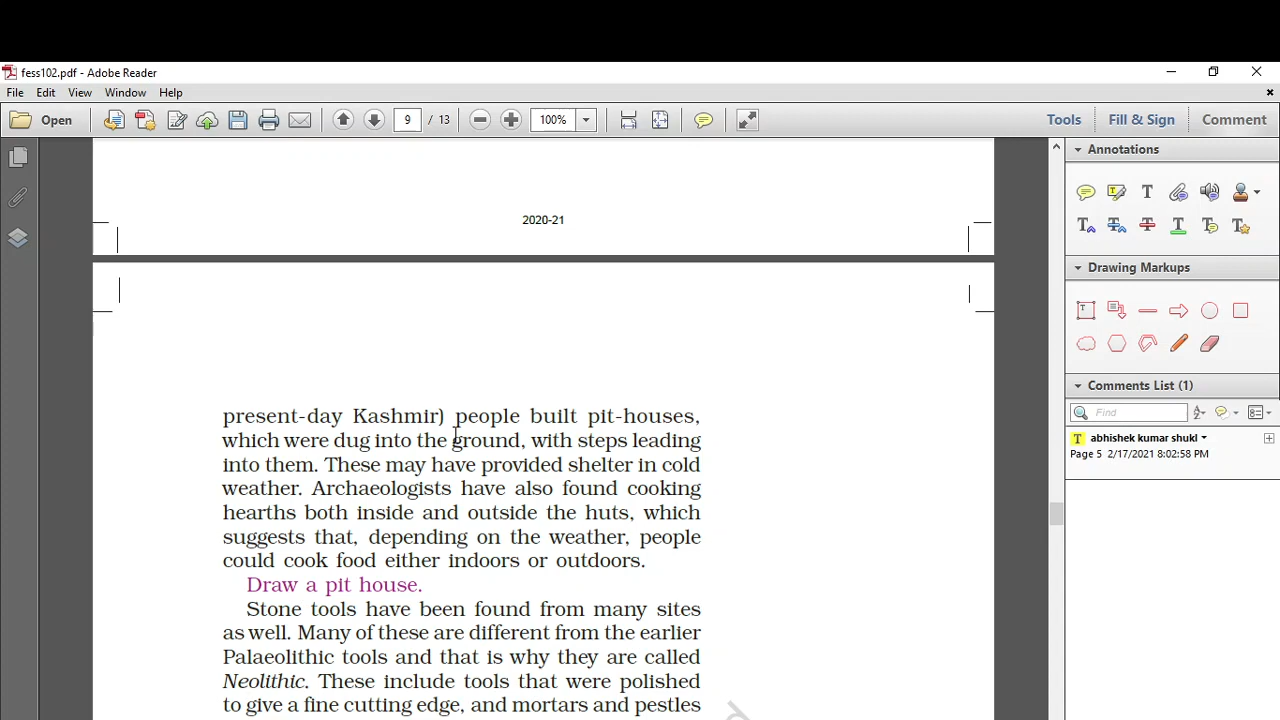 fess102.pdf - Adobe Reader
File Edit View Window Help
Open 9 / 13 100% Tools Fill & Sign Comment
Annotations
2020-21
Drawing Markups
Comments List (1)
Find
abhishek kumar shukl
Page 5 2/17/2021 8:02:58 PM
present-day Kashmir) people built pit-houses,
which were dug into the ground, with steps leading
into them. These may have provided shelter in cold
weather. Archaeologists have also found cooking
hearths both inside and outside the huts, which
suggests that, depending on the weather, people
could cook food either indoors or outdoors.
Draw a pit house.
Stone tools have been found from many sites
as well. Many of these are different from the earlier
Palaeolithic tools and that is why they are called
Neolithic. These include tools that were polished
to give a fine cutting edge, and mortars and pestles